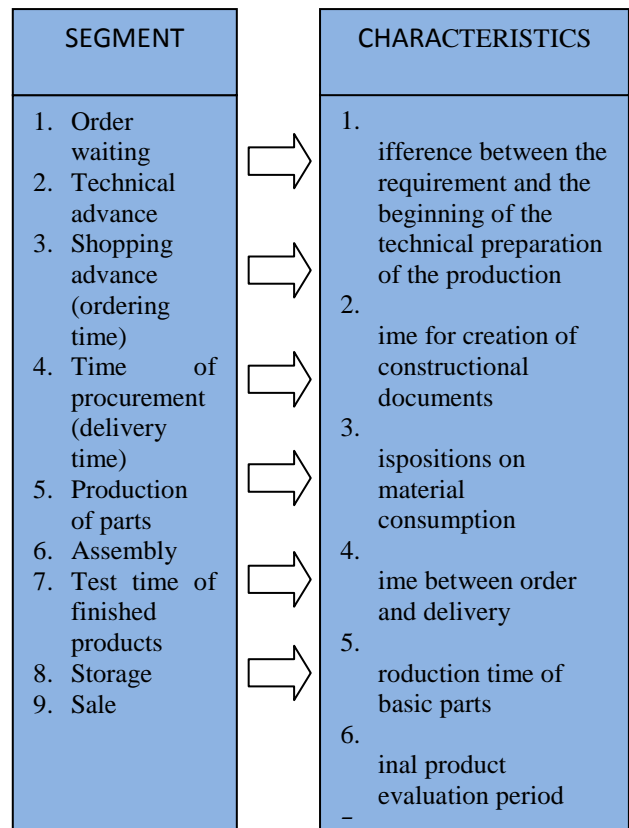 SEGMENT
1. Order
waiting
2. Technical
advance
3. Shopping
advance
(ordering
time)
4. Time of
procurement
(delivery
time)
5. Production
of parts
6. Assembly
7. Test time of
finished
products
8. Storage
9. Sale
CHARACTERISTICS
1.
ifference between the
requirement and the
beginning of the
technical preparation
of the production
2.
ime for creation of
constructional
documents
3.
ispositions on
material
consumption
4.
ime between order
and delivery
5.
roduction time of
basic parts
6.
inal product
evaluation period